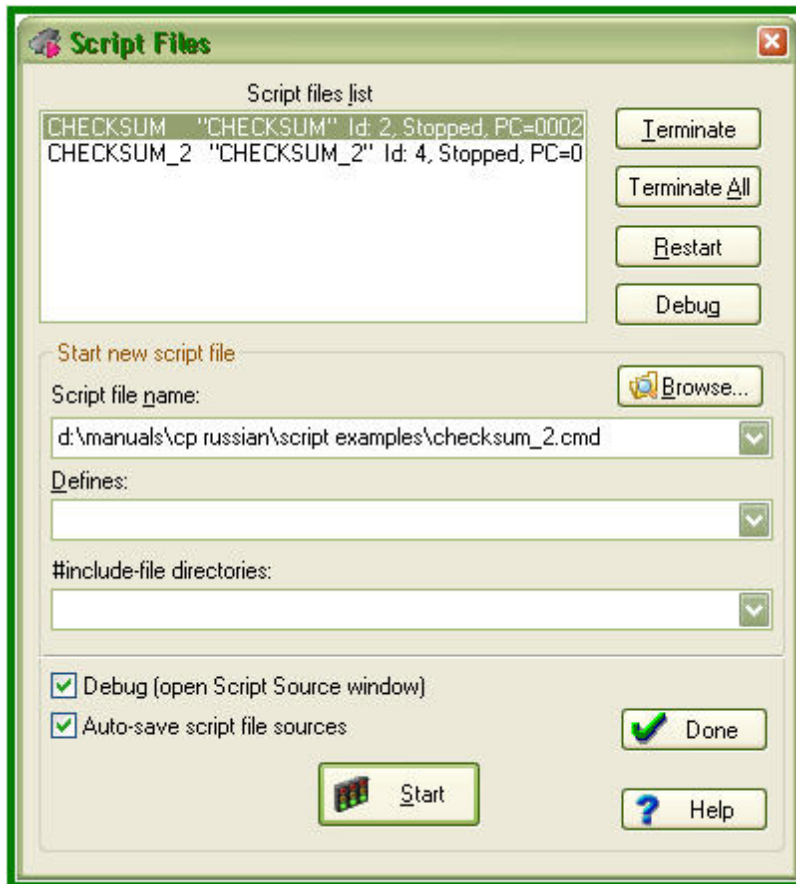 Script Files
Script files list
CHECKSUM "CHECKSUM" Id: 2, Stopped, PC=0002
CHECKSUM_2 "CHECKSUM_2" Id: 4, Stopped, PC=0
Terminate
Terminate All
Restart
Debug
Start new script file
Browse...
Script file name:
d:\manuals\cp russian\script examples\checksum_2.cmd
Defines:
#include-file directories:
Debug (open Script Source window)
Auto-save script file sources
Done
Start
Help